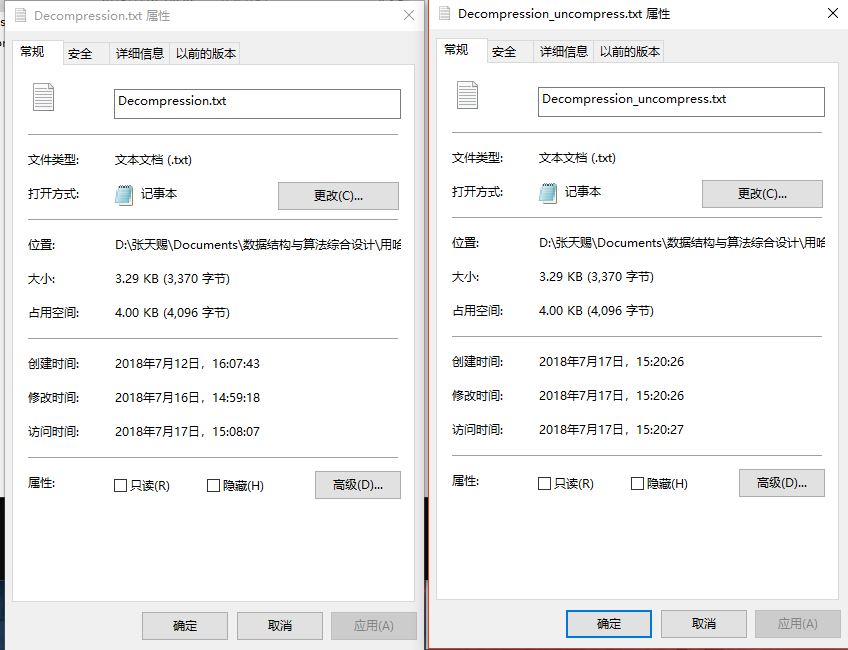 Decompression.txt 属性
常规 安全 详细信息 以前的版本
Decompression.txt
文件类型: 文本文档 (.txt)
打开方式: 记事本 更改(C)...
位置: D:\张天赐\Documents\数据结构与算法综合设计\用哈
大小: 3.29 KB (3,370 字节)
占用空间: 4.00 KB (4,096 字节)
创建时间: 2018年7月12日，16:07:43
修改时间: 2018年7月16日，14:59:18
访问时间: 2018年7月17日，15:08:07
属性: 只读(R) 隐藏(H) 高级(D)...
确定 取消 应用(A)
Decompression_uncompress.txt 属性
常规 安全 详细信息 以前的版本
Decompression_uncompress.txt
文件类型: 文本文档 (.txt)
打开方式: 记事本 更改(C)...
位置: D:\张天赐\Documents\数据结构与算法综合设计\用哈
大小: 3.29 KB (3,370 字节)
占用空间: 4.00 KB (4,096 字节)
创建时间: 2018年7月17日，15:20:26
修改时间: 2018年7月17日，15:20:26
访问时间: 2018年7月17日，15:20:27
属性: 只读(R) 隐藏(H) 高级(D)...
确定 取消 应用(A)